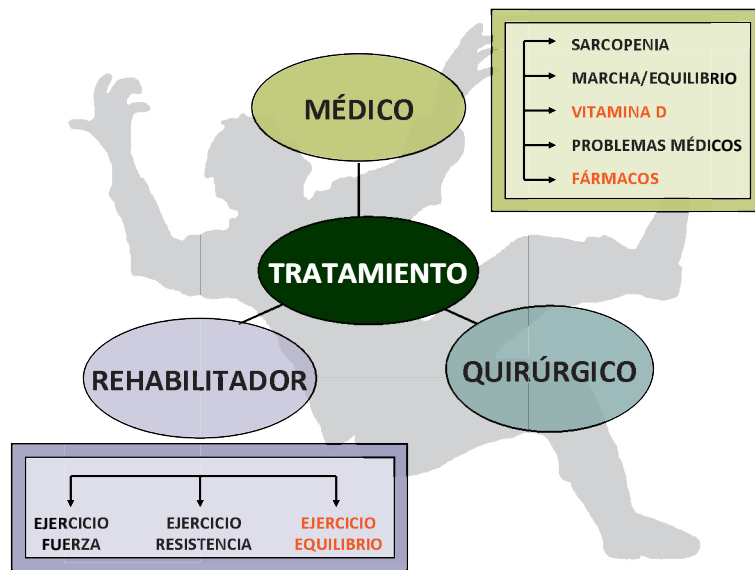 SARCOPENIA
MARCHA/EQUILIBRIO
VITAMINA D
PROBLEMAS MÉDICOS
FÁRMACOS
MÉDICO
TRATAMIENTO
REHABILITADOR
QUIRÚRGICO
EJERCICIO
FUERZA
EJERCICIO
RESISTENCIA
EJERCICIO
EQUILIBRIO